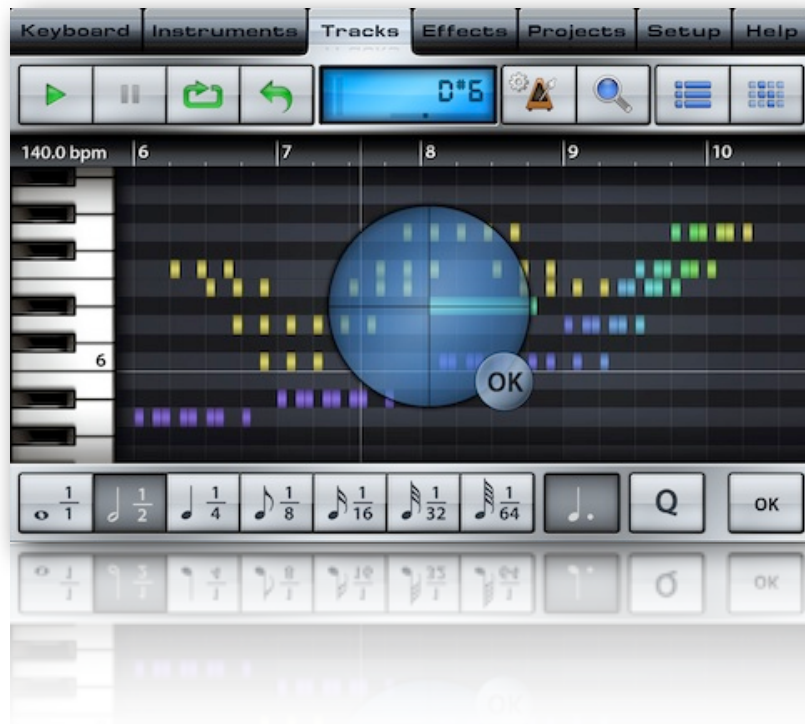 Keyboard Instruments Tracks Effects Projects Setup Help
D#6
140.0 bpm 6 7 8 9 10
6
OK
1/1 1/2 1/4 1/8 1/16 1/32 1/64 Q OK